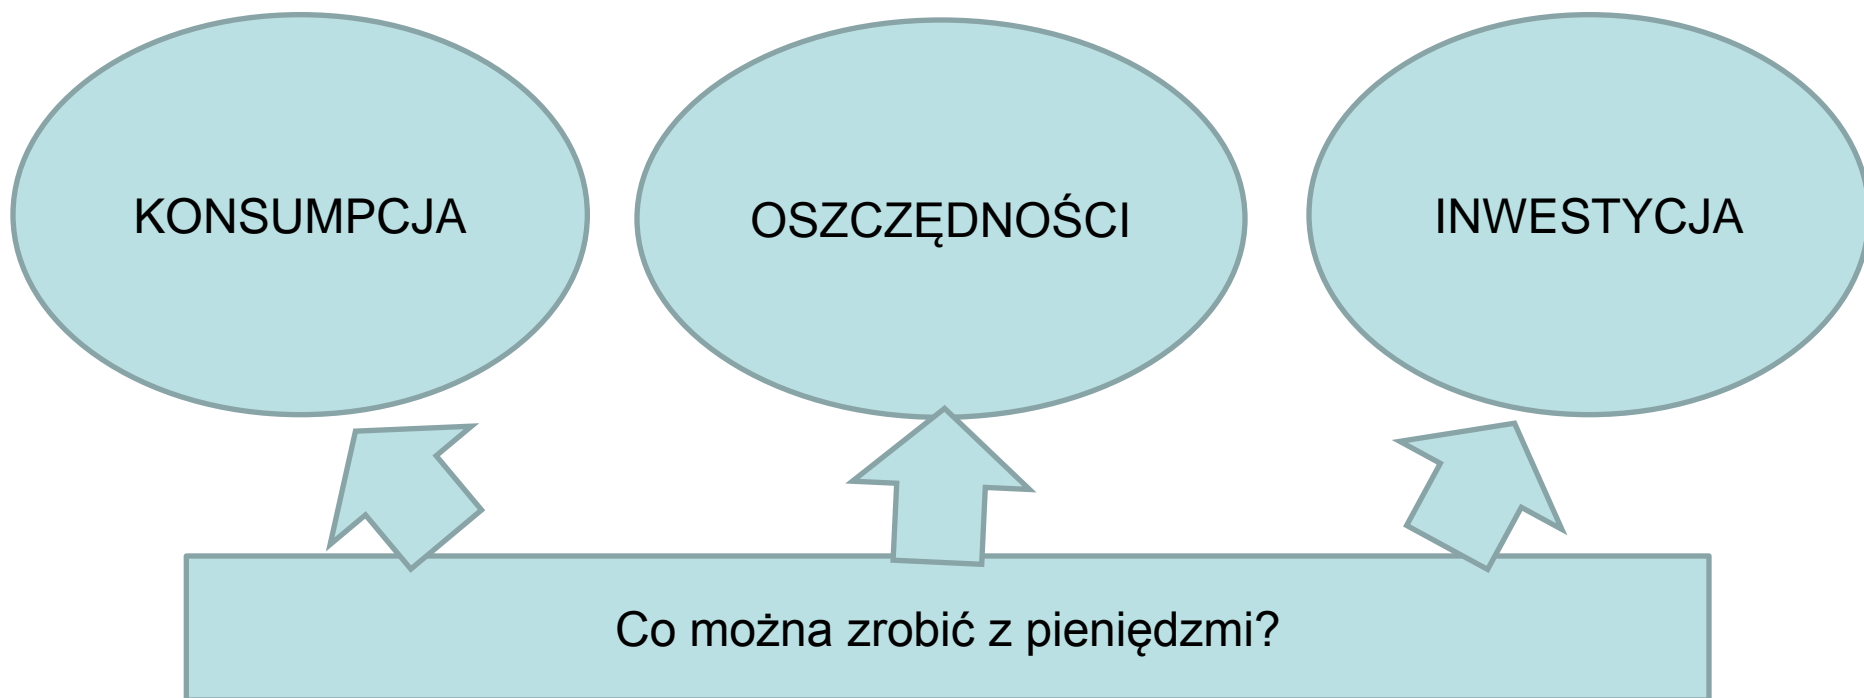 KONSUMPCJA
OSZCZĘDNOŚCI
INWESTYCJA
Co można zrobić z pieniędzmi?